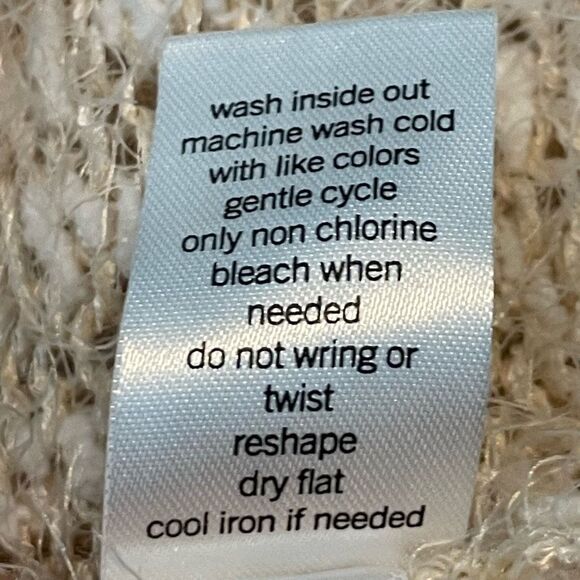 wash inside out
machine wash cold
with like colors
gentle cycle
only non chlorine
bleach when
needed
do not wring or
twist
reshape
dry flat
cool iron if needed